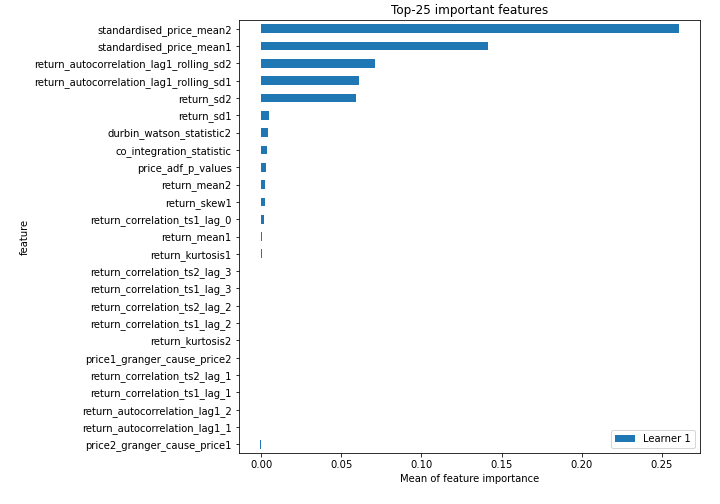 Top-25 important features
standardised_price_mean2
standardised_price_mean1
return_autocorrelation_lag1_rolling_sd2
return_autocorrelation_lag1_rolling_sd1
return_sd2
return_sd1
durbin_watson_statistic2
co_integration_statistic
price_adf_p_values
return_mean2
return_skew1
return_correlation_ts1_lag_0
return_mean1
return_kurtosis1
return_correlation_ts2_lag_3
return_correlation_ts1_lag_3
return_correlation_ts2_lag_2
return_correlation_ts1_lag_2
return_kurtosis2
price1_granger_cause_price2
return_correlation_ts2_lag_1
return_correlation_ts1_lag_1
return_autocorrelation_lag1_2
return_autocorrelation_lag1_1
price2_granger_cause_price1
feature
Learner 1
0.00 0.05 0.10 0.15 0.20 0.25
Mean of feature importance